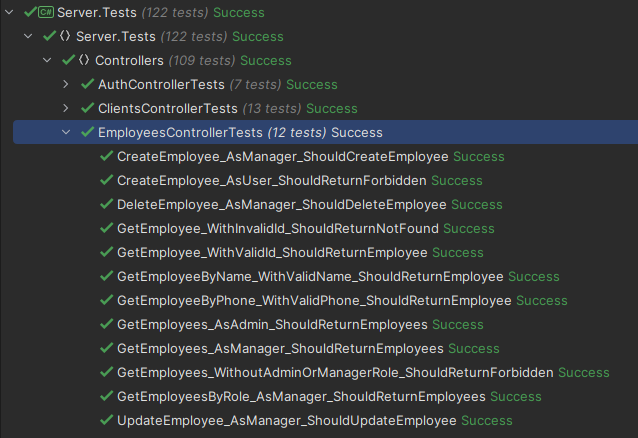 C# Server.Tests (122 tests) Success
Server.Tests (122 tests) Success
Controllers (109 tests) Success
AuthControllerTests (7 tests) Success
ClientsControllerTests (13 tests) Success
EmployeesControllerTests (12 tests) Success
CreateEmployee_AsManager_ShouldCreateEmployee Success
CreateEmployee_AsUser_ShouldReturnForbidden Success
DeleteEmployee_AsManager_ShouldDeleteEmployee Success
GetEmployee_WithInvalidId_ShouldReturnNotFound Success
GetEmployee_WithValidId_ShouldReturnEmployee Success
GetEmployeeByName_WithValidName_ShouldReturnEmployee Success
GetEmployeeByPhone_WithValidPhone_ShouldReturnEmployee Success
GetEmployees_AsAdmin_ShouldReturnEmployees Success
GetEmployees_AsManager_ShouldReturnEmployees Success
GetEmployees_WithoutAdminOrManagerRole_ShouldReturnForbidden Success
GetEmployeesByRole_AsManager_ShouldReturnEmployees Success
UpdateEmployee_AsManager_ShouldUpdateEmployee Success